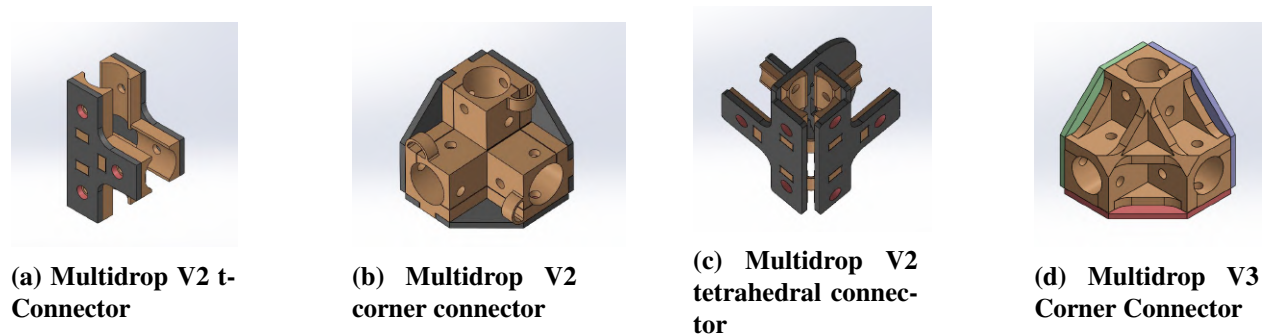 (a) Multidrop V2 t-
Connector
(b) Multidrop V2
corner connector
(c) Multidrop V2
tetrahedral connec-
tor
(d) Multidrop V3
Corner Connector